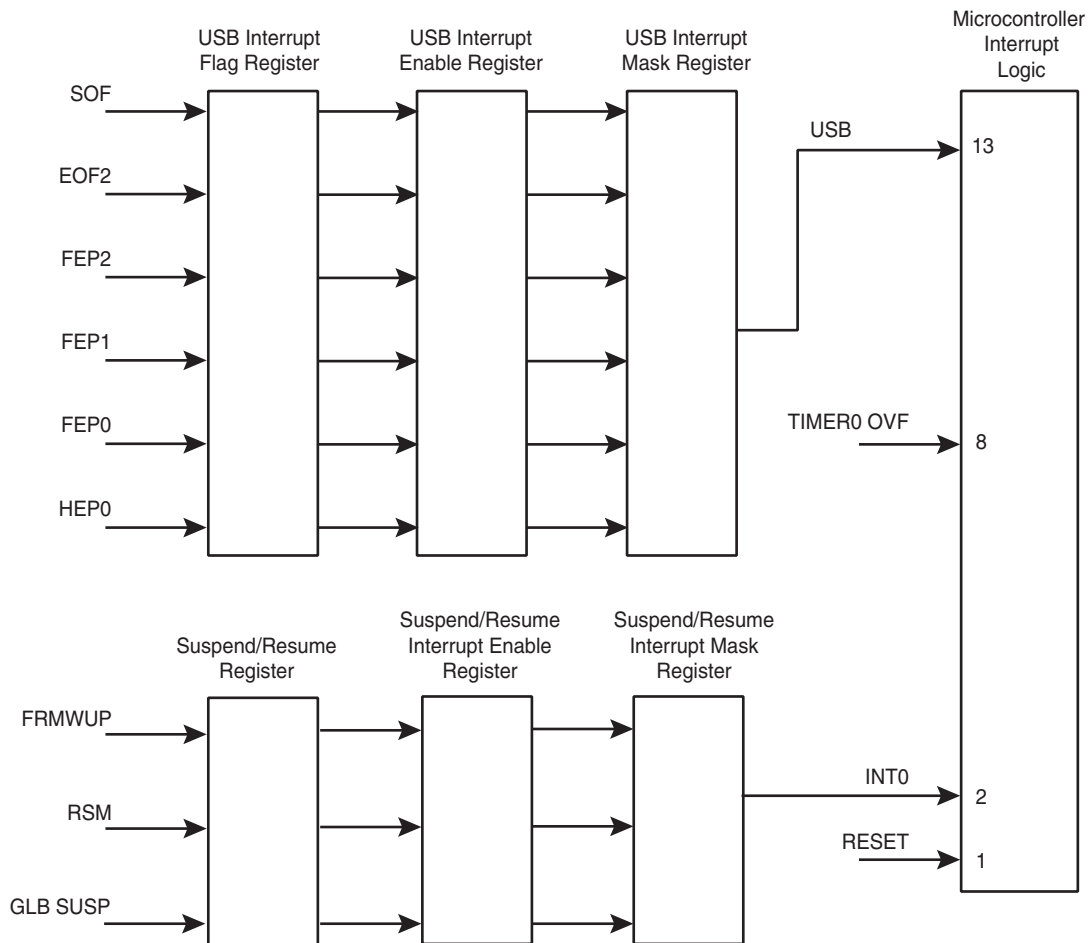 USB Interrupt
Flag Register
USB Interrupt
Enable Register
USB Interrupt
Mask Register
Microcontroller
Interrupt
Logic
SOF
EOF2
FEP2
FEP1
FEP0
HEP0
USB
13
TIMER0 OVF
8
Suspend/Resume
Register
Suspend/Resume
Interrupt Enable
Register
Suspend/Resume
Interrupt Mask
Register
FRMWUP
RSM
GLB SUSP
INT0
2
RESET
1